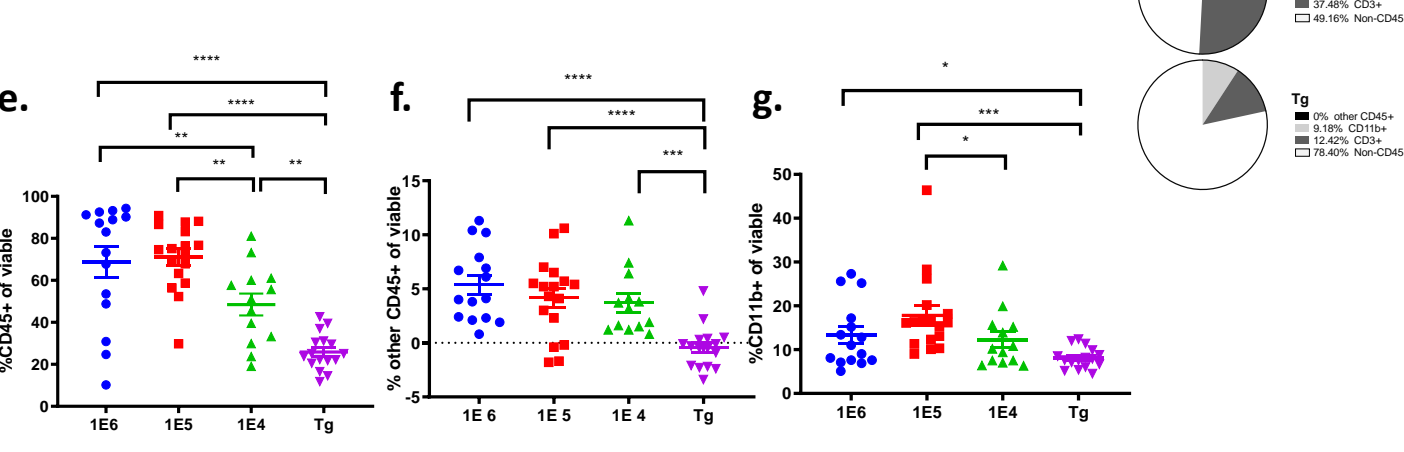 37.48% CD3+
49.16% Non-CD45
Tg
0% other CD45+
9.18% CD11b+
12.42% CD3+
78.40% Non-CD45
e.
****
****
**
**
**
%CD45+ of viable
100
80
60
40
20
0
1E6
1E5
1E4
Tg
f.
****
****
***
% other CD45+ of viable
15
10
5
0
-5
1E 6
1E 5
1E 4
Tg
g.
*
***
*
%CD11b+ of viable
50
40
30
20
10
0
1E6
1E5
1E4
Tg